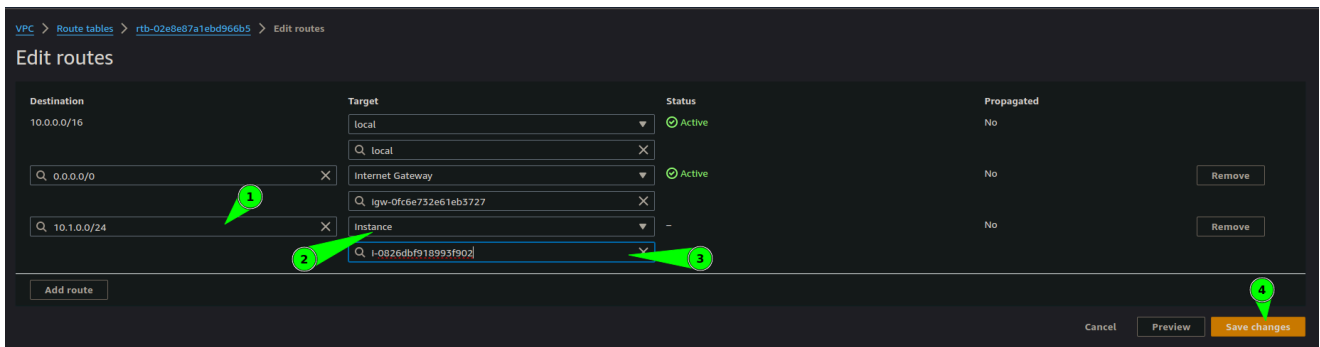 VPC > Route tables > rtb-02e8e87a1ebd966b5 > Edit routes
Edit routes
Destination Target Status Propagated
10.0.0.0/16 local Active No
local
0.0.0.0/0 Internet Gateway Active No Remove
1
igw-0fc6e732e61eb3727
10.1.0.0/24 Instance – No Remove
2 I-0826dbf918993f902 3
Add route
4
Cancel Preview Save changes